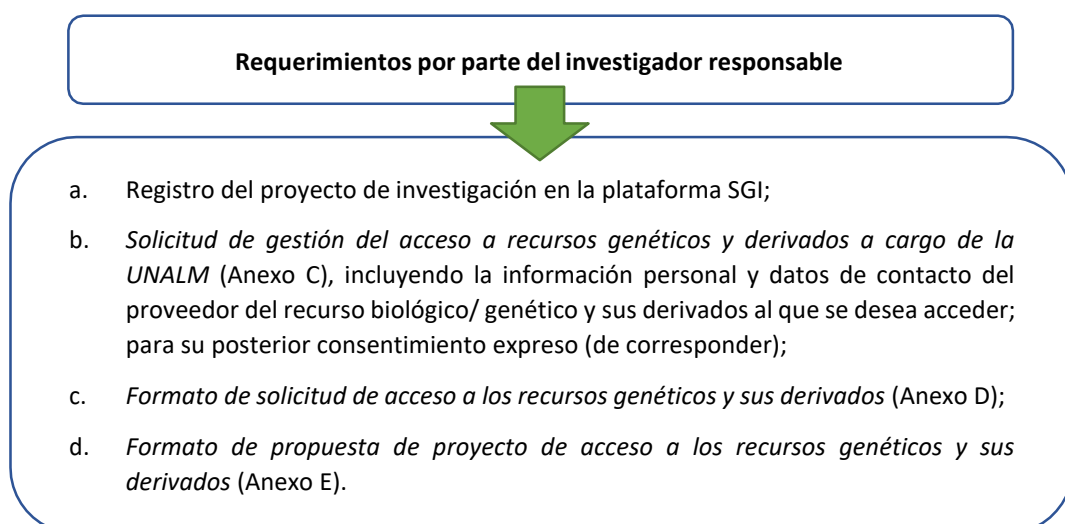 Requerimientos por parte del investigador responsable
a. Registro del proyecto de investigación en la plataforma SGI;
b. Solicitud de gestión del acceso a recursos genéticos y derivados a cargo de la
UNALM (Anexo C), incluyendo la información personal y datos de contacto del
proveedor del recurso biológico/ genético y sus derivados al que se desea acceder;
para su posterior consentimiento expreso (de corresponder);
c. Formato de solicitud de acceso a los recursos genéticos y sus derivados (Anexo D);
d. Formato de propuesta de proyecto de acceso a los recursos genéticos y sus
derivados (Anexo E).